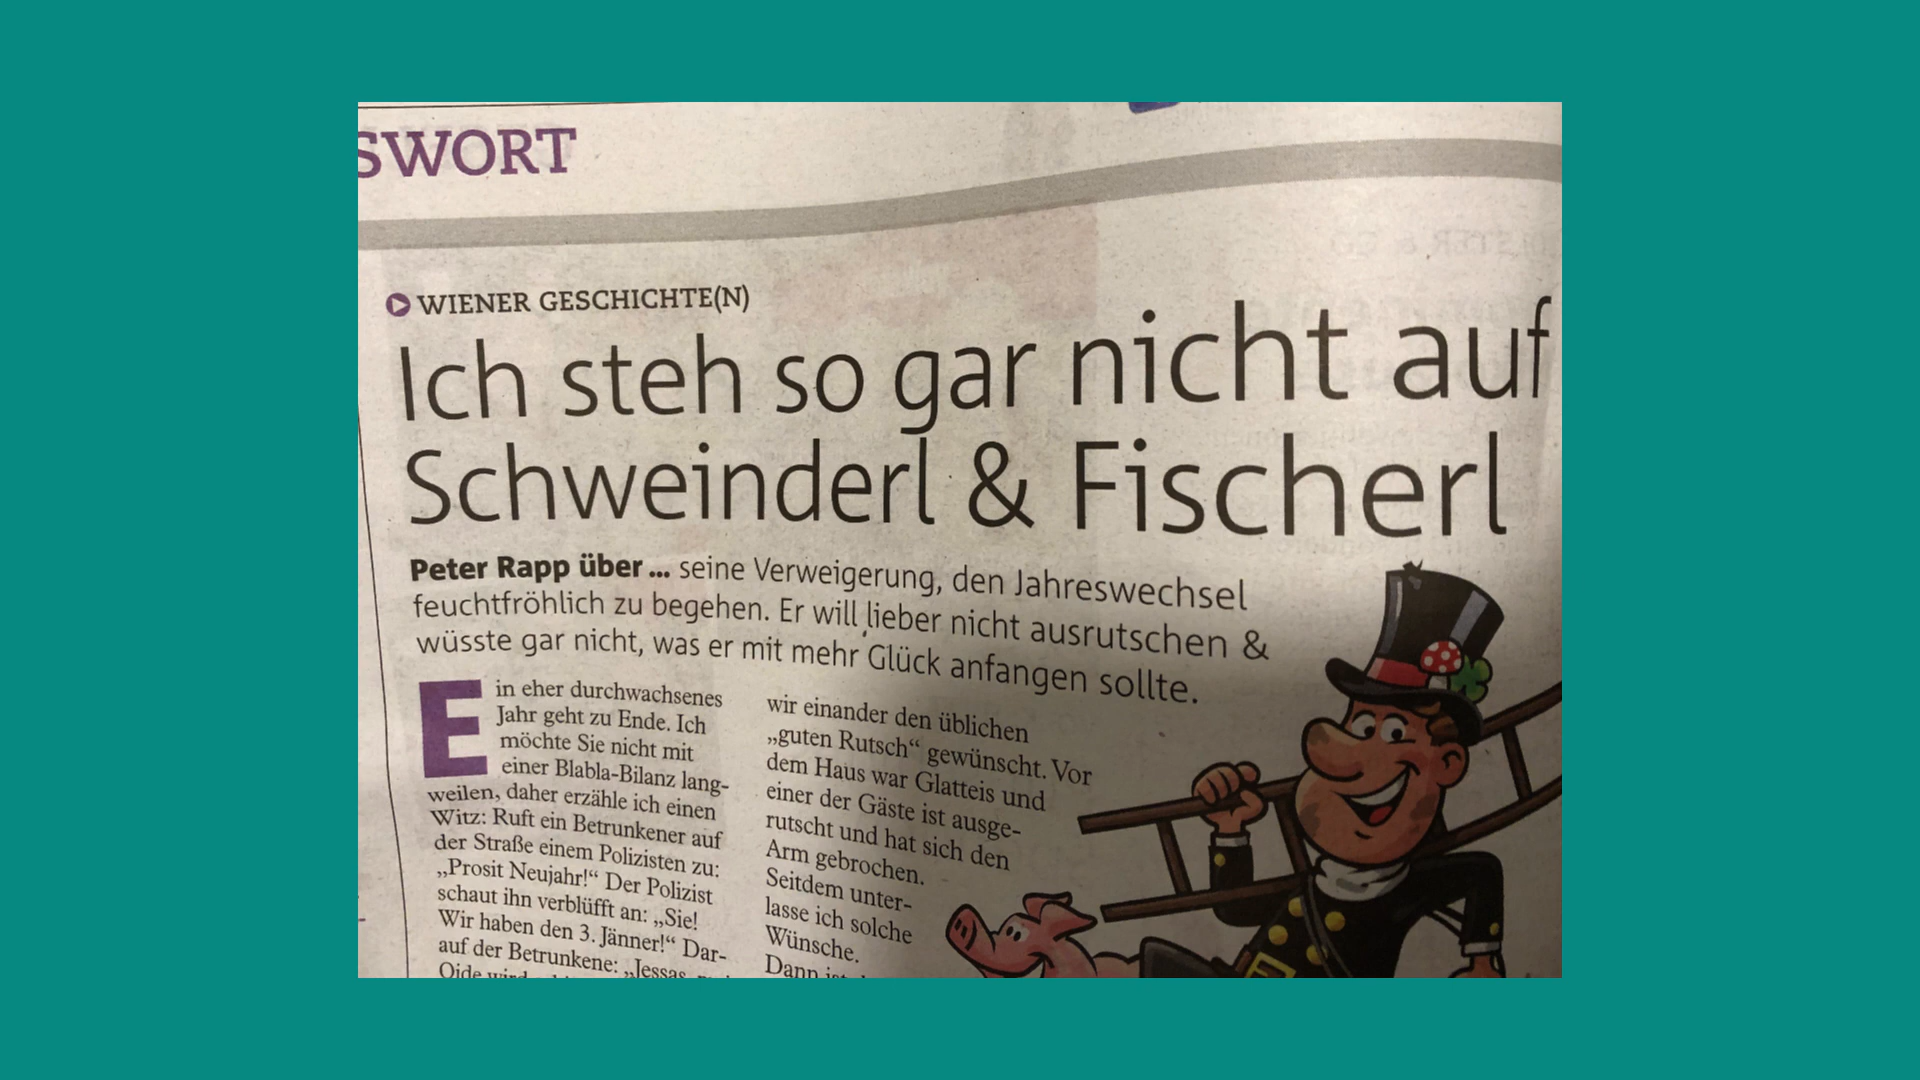 SWORT
WIENER GESCHICHTE(N)
Ich steh so gar nicht auf
Schweinderl & Fischerl
Peter Rapp über ... seine Verweigerung, den Jahreswechsel
feuchtfröhlich zu begehen. Er will lieber nicht ausrutschen &
wüsste gar nicht, was er mit mehr Glück anfangen sollte.
Ein eher durchwachsenes
Jahr geht zu Ende. Ich
möchte Sie nicht mit
einer Blabla-Bilanz lang-
weilen, daher erzähle ich einen
Witz: Ruft ein Betrunkener auf
der Straße einem Polizisten zu:
„Prosit Neujahr!“ Der Polizist
schaut ihn verblüfft an: „Sie!
Wir haben den 3. Jänner!“ Dar-
auf der Betrunkene: „Jessas,
Oide
wir einander den üblichen
„guten Rutsch“ gewünscht. Vor
dem Haus war Glatteis und
einer der Gäste ist ausge-
rutscht und hat sich den
Arm gebrochen.
Seitdem unter-
lasse ich solche
Wünsche.
Dann